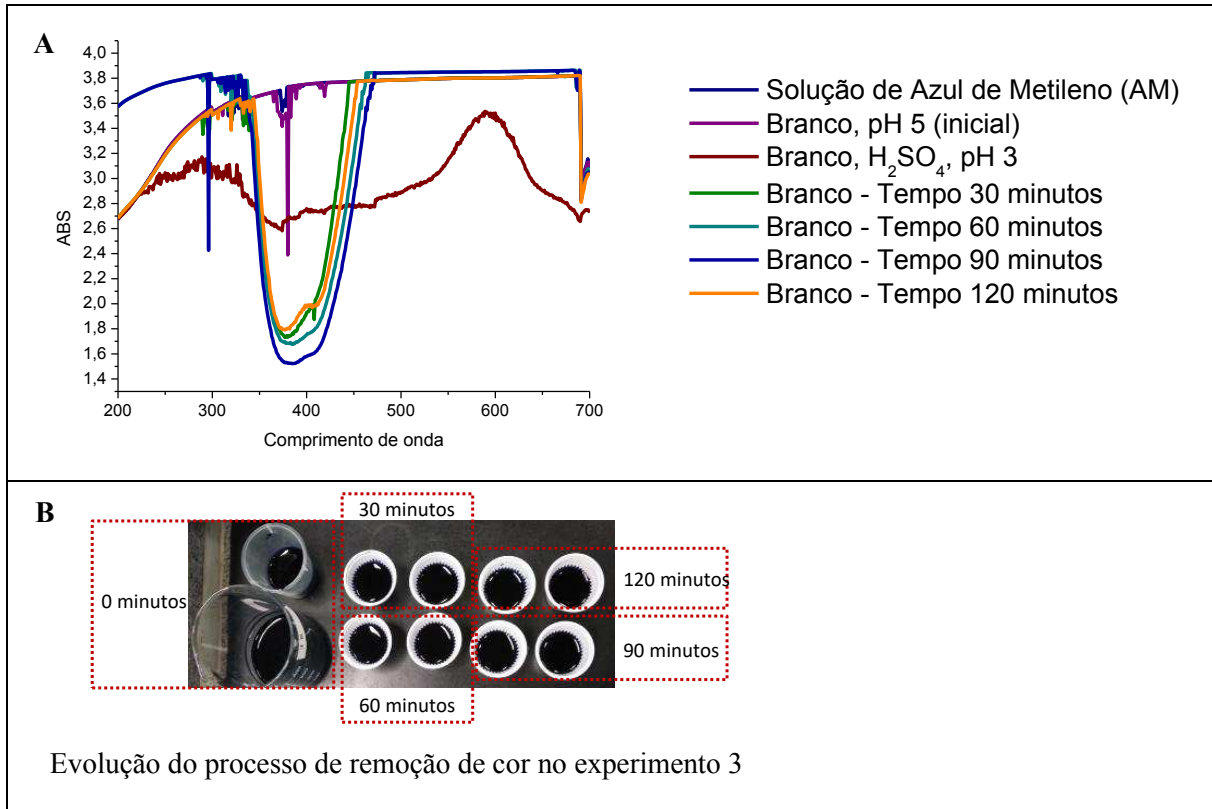 A
ABS
4,0
3,8
3,6
3,4
3,2
3,0
2,8
2,6
2,4
2,2
2,0
1,8
1,6
1,4
200 300 400 500 600 700
Comprimento de onda
Solução de Azul de Metileno (AM)
Branco, pH 5 (inicial)
Branco, H₂SO₄, pH 3
Branco - Tempo 30 minutos
Branco - Tempo 60 minutos
Branco - Tempo 90 minutos
Branco - Tempo 120 minutos
B
30 minutos
0 minutos
120 minutos
90 minutos
60 minutos
Evolução do processo de remoção de cor no experimento 3